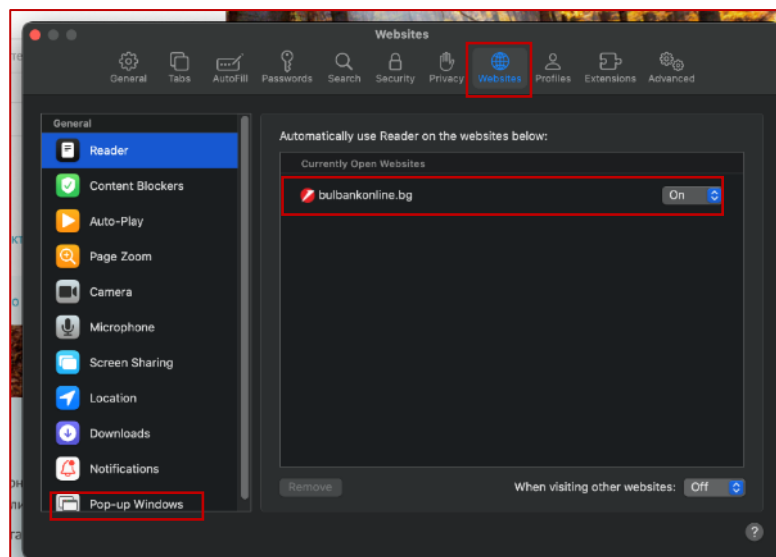 Websites
General Tabs AutoFill Passwords Search Security Privacy Websites Profiles Extensions Advanced
General
Reader
Content Blockers
Auto-Play
Page Zoom
Camera
Microphone
Screen Sharing
Location
Downloads
Notifications
Pop-up Windows
Automatically use Reader on the websites below:
Currently Open Websites
bulbankonline.bg On
Remove
When visiting other websites: Off
?